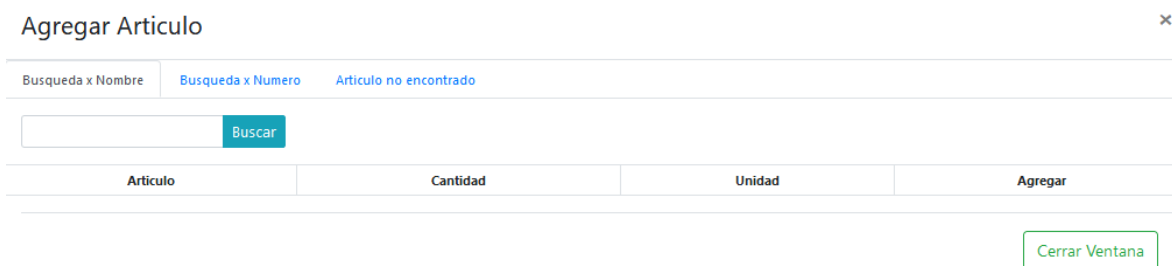 Agregar Articulo ×
Busqueda x Nombre Busqueda x Numero Articulo no encontrado
Buscar
Articulo Cantidad Unidad Agregar
Cerrar Ventana